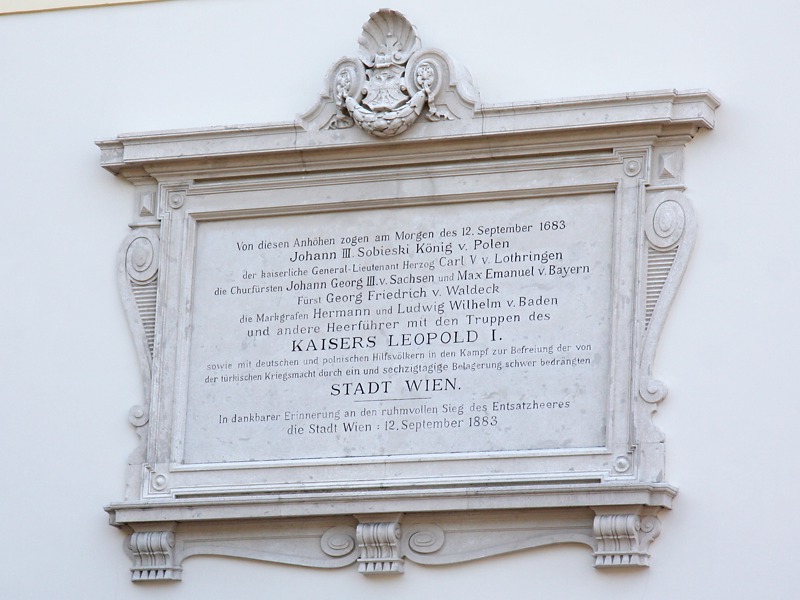 Von diesen Anhöhen zogen am Morgen des 12. September 1683
Johann III. Sobieski König v. Polen
der kaiserliche General-Lieutenant Herzog Carl V v. Lothringen
die Churfürsten Johann Georg III. v. Sachsen und Max Emanuel v. Bayern
Fürst Georg Friedrich v. Waldeck
die Markgrafen Hermann und Ludwig Wilhelm v. Baden
und andere Heerführer mit den Truppen des
KAISERS LEOPOLD I.
sowie mit deutschen und polnischen Hilfsvölkern in den Kampf zur Befreiung der von
der türkischen Kriegsmacht durch ein und sechzigtägige Belagerung schwer bedrängten
STADT WIEN.
In dankbarer Erinnerung an den ruhmvollen Sieg des Entsatzheeres
die Stadt Wien : 12. September 1883